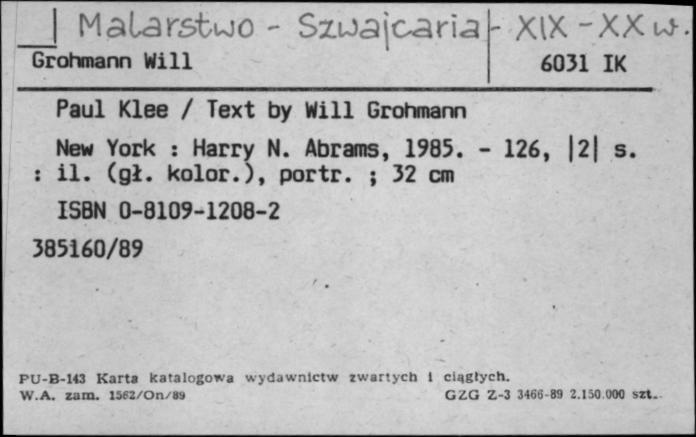 Malarstwo - Szwajcaria - XIX - XX w.
Grohmann Will 6031 IK
Paul Klee / Text by Will Grohmann
New York : Harry N. Abrams, 1985. - 126, |2| s.
: il. (gł. kolor.), portr. ; 32 cm
ISBN 0-8109-1208-2
385160/89
PU-B-143 Karta katalogowa wydawnictw zwartych i ciągłych.
W.A. zam. 1562/On/89 GZG Z-3 3466-89 2.150.000 szt.